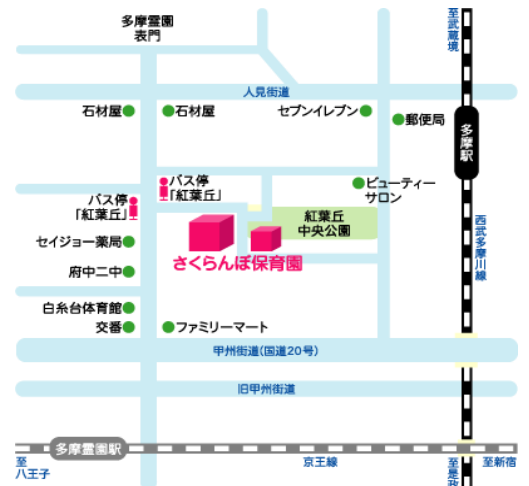 多摩霊園
表門
至武蔵境
人見街道
石材屋
石材屋
セブンイレブン
郵便局
多摩駅
バス停
「紅葉丘」
ビューティー
サロン
バス停
「紅葉丘」
紅葉丘
中央公園
西武多摩川線
セイジョー薬局
さくらんぼ保育園
府中二中
白糸台体育館
交番
ファミリーマート
甲州街道(国道20号)
旧甲州街道
多摩霊園駅
至
八王子
京王線
至是政
至新宿